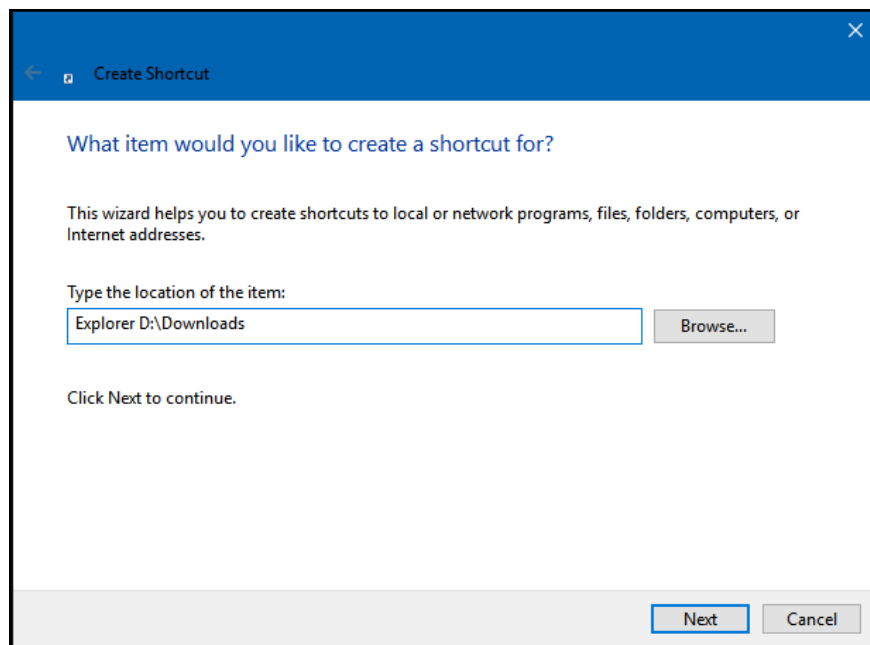 Create Shortcut
What item would you like to create a shortcut for?
This wizard helps you to create shortcuts to local or network programs, files, folders, computers, or
Internet addresses.
Type the location of the item:
Explorer D:\Downloads
Browse...
Click Next to continue.
Next
Cancel